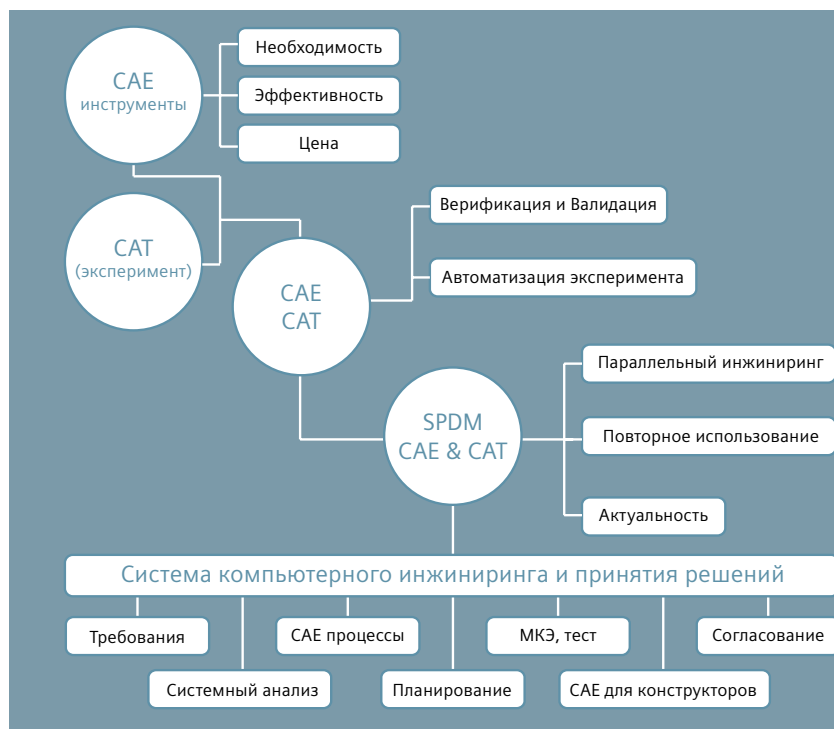 CAE
инструменты
Необходимость
Эффективность
Цена
CAT
(эксперимент)
CAE
CAT
Верификация и Валидация
Автоматизация эксперимента
SPDM
CAE & CAT
Параллельный инжиниринг
Повторное использование
Актуальность
Система компьютерного инжиниринга и принятия решений
Требования
CAE процессы
МКЭ, тест
Согласование
Системный анализ
Планирование
CAE для конструкторов